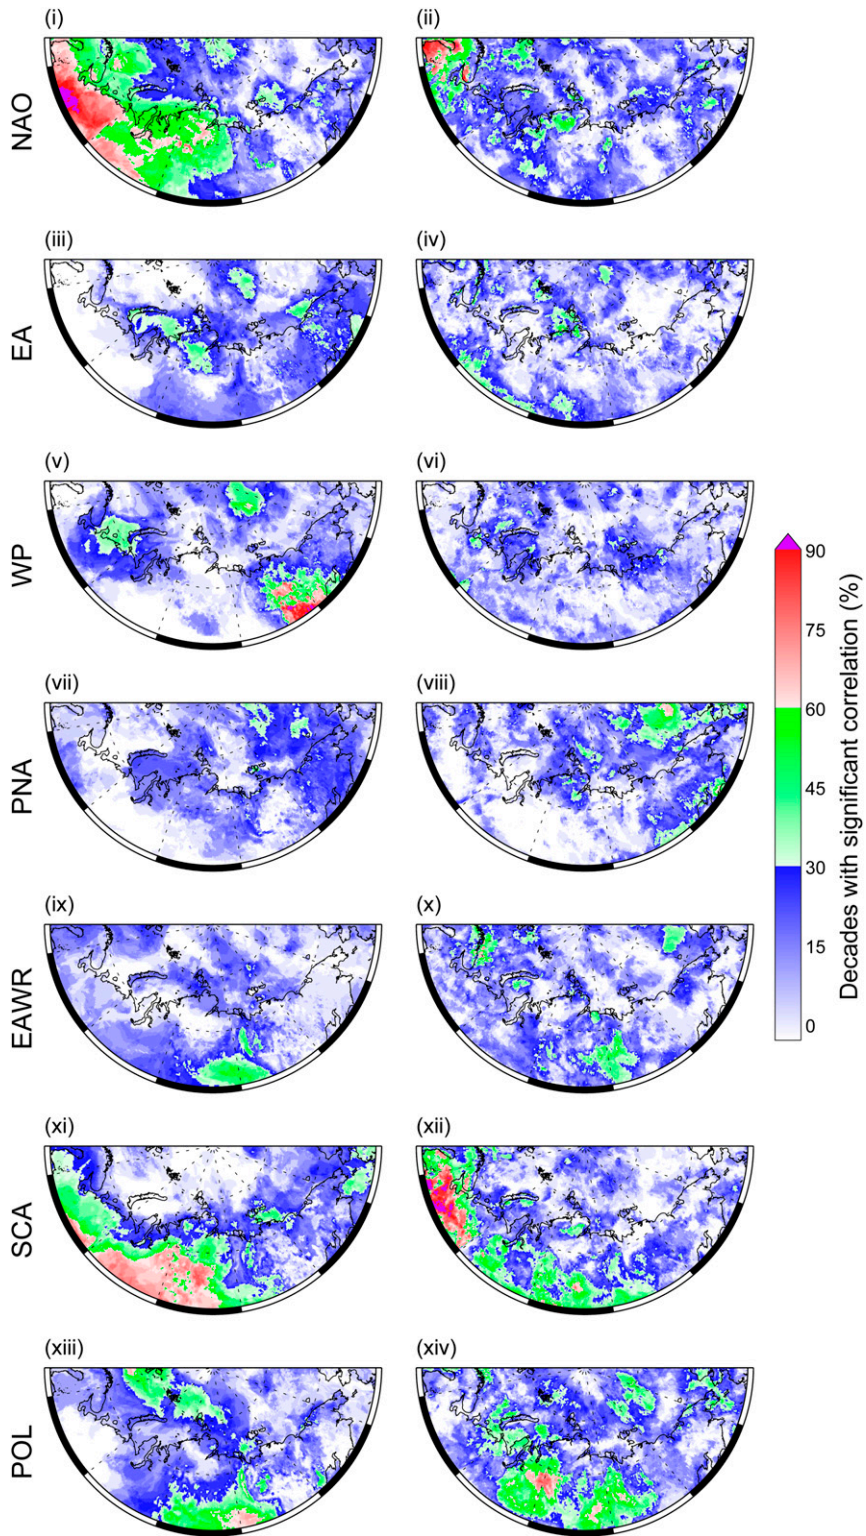 (i)
(ii)
NAO
(iii)
(iv)
EA
(v)
(vi)
WP
(vii)
(viii)
PNA
(ix)
(x)
EAWR
(xi)
(xii)
SCA
(xiii)
(xiv)
POL
90
75
60
45
30
15
0
Decades with significant correlation (%)